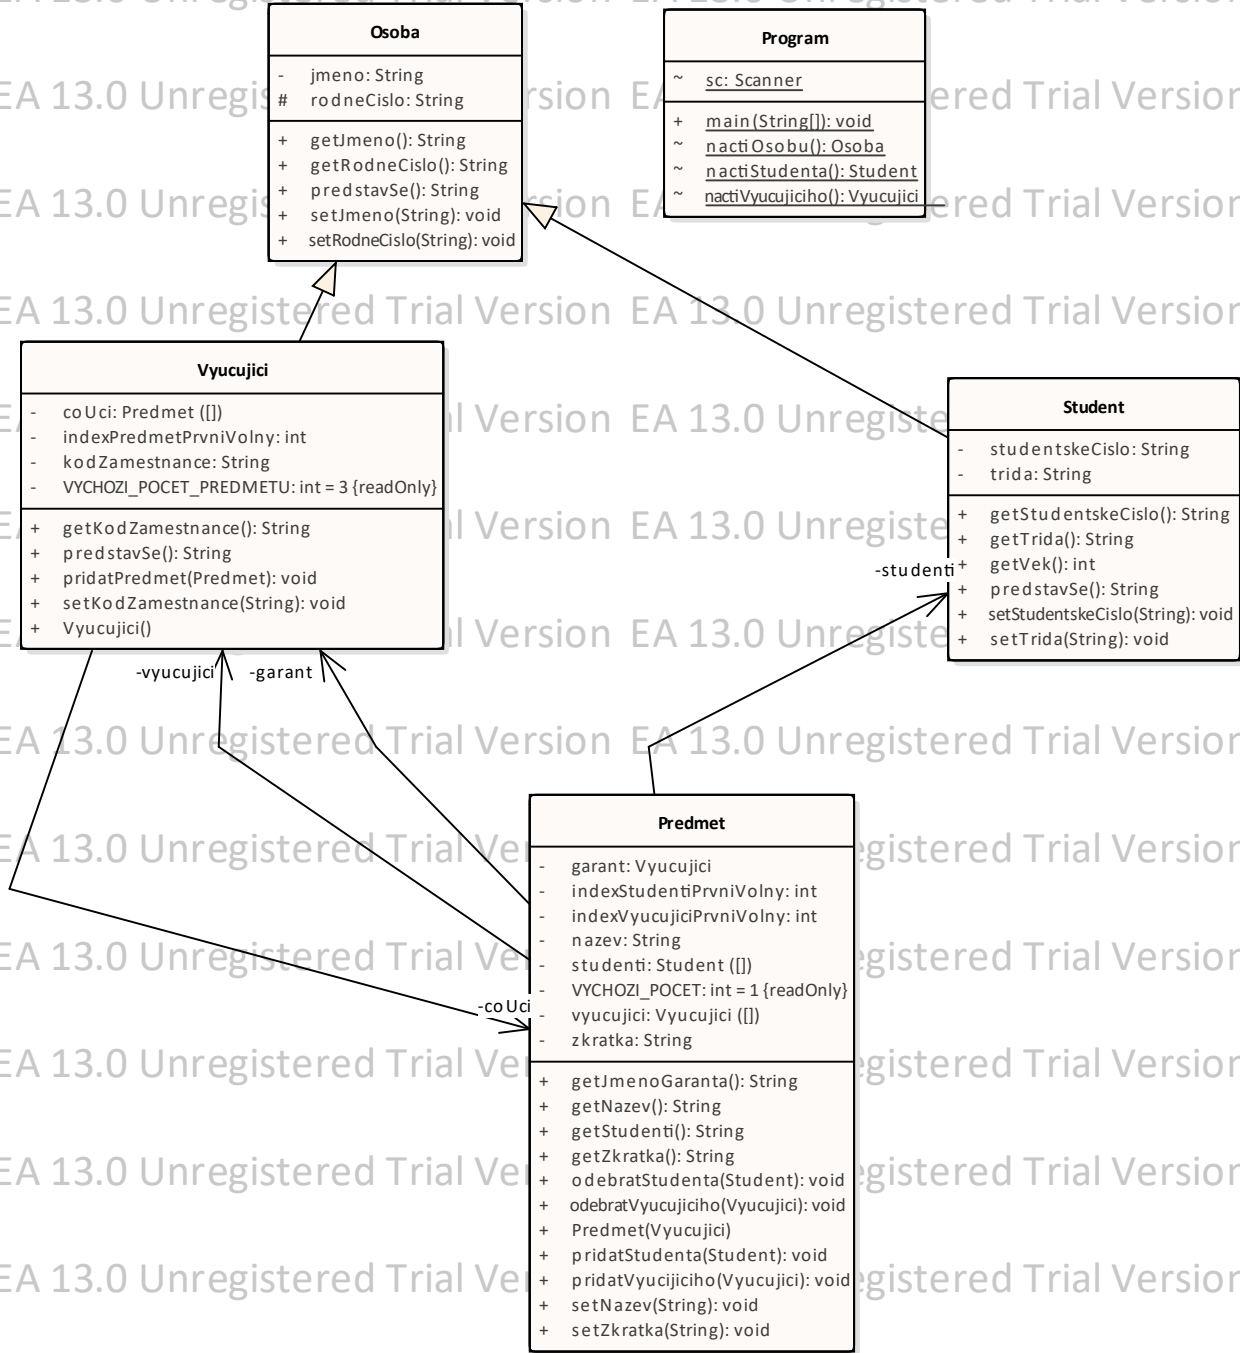 Osoba
- jmeno: String
# rodneCislo: String
+ getJmeno(): String
+ getRodneCislo(): String
+ predstavSe(): String
+ setJmeno(String): void
+ setRodneCislo(String): void
Program
~ sc: Scanner
+ main(String[]): void
~ nactiOsobu(): Osoba
~ nactiStudenta(): Student
~ nactiVyucujiciho(): Vyucujici
Vyucujici
- coUci: Predmet ([])
- indexPredmetPrvniVolny: int
- kodZamestnance: String
- VYCHOZI_POCET_PREDMETU: int = 3 {readOnly}
+ getKodZamestnance(): String
+ predstavSe(): String
+ pridatPredmet(Predmet): void
+ setKodZamestnance(String): void
+ Vyucujici()
Student
- studentskeCislo: String
- trida: String
+ getStudentskeCislo(): String
+ getTrida(): String
+ getVek(): int
+ predstavSe(): String
+ setStudentskeCislo(String): void
+ setTrida(String): void
-studenti
-vyucujici
-garant
-coUci
Predmet
- garant: Vyucujici
- indexStudentiPrvniVolny: int
- indexVyucujiciPrvniVolny: int
- nazev: String
- studenti: Student ([])
- VYCHOZI_POCET: int = 1 {readOnly}
- vyucujici: Vyucujici ([])
- zkratka: String
+ getJmenoGaranta(): String
+ getNazev(): String
+ getStudenti(): String
+ getZkratka(): String
+ odebratStudenta(Student): void
+ odebratVyucujiciho(Vyucujici): void
+ Predmet(Vyucujici)
+ pridatStudenta(Student): void
+ pridatVyucijiciho(Vyucujici): void
+ setNazev(String): void
+ setZkratka(String): void
EA 13.0 Unregistered Trial Version EA 13.0 Unregistered Trial Version